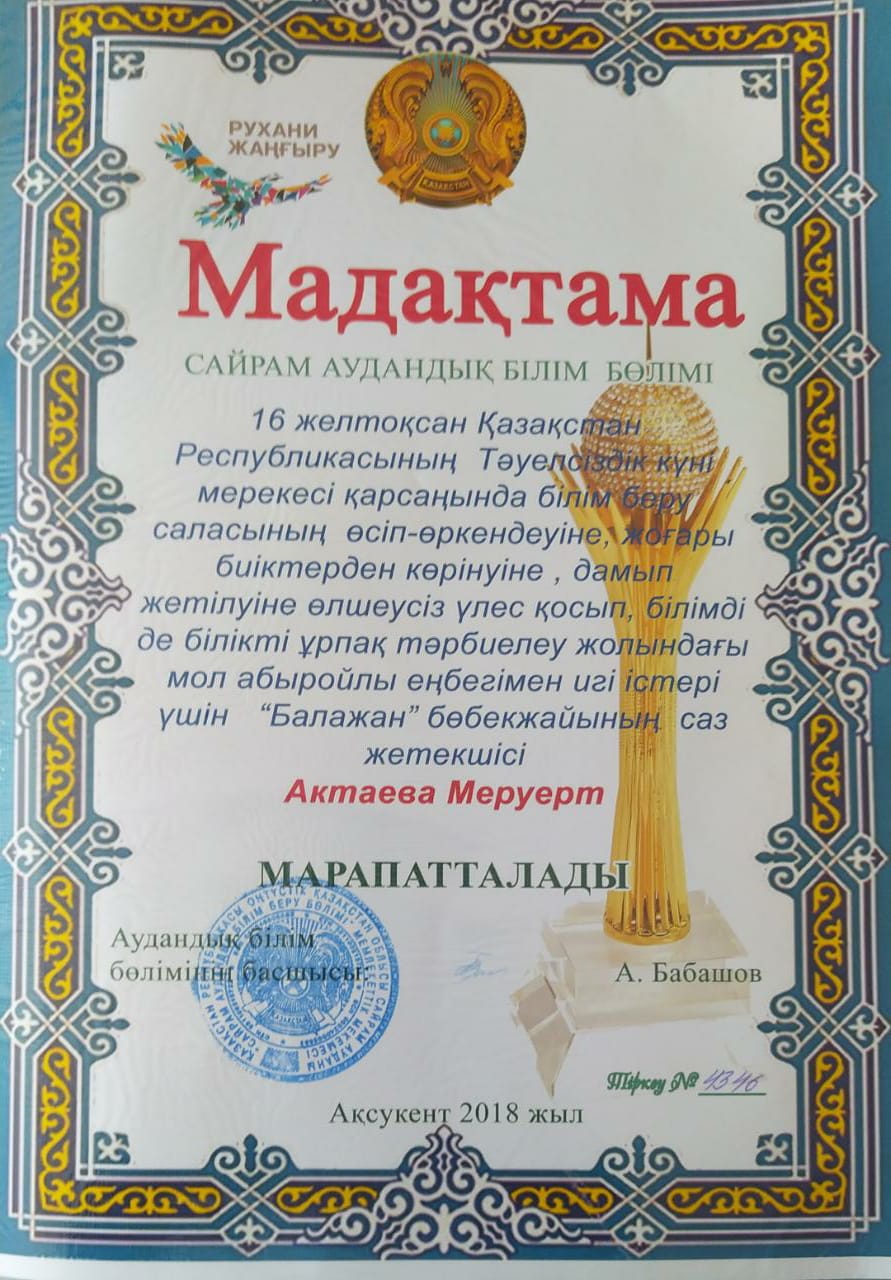 РУХАНИ
ЖАҢҒЫРУ
ҚАЗАҚСТАН
Мадақтама
САЙРАМ АУДАНДЫҚ БІЛІМ БӨЛІМІ
16 желтоқсан Қазақстан
Республикасының Тәуелсіздік күні
мерекесі қарсаңында білім беру
саласының өсіп-өркендеуіне, жоғары
биіктерден көрінуіне , дамып
жетілуіне өлшеусіз үлес қосып, білімді
де білікті ұрпақ тәрбиелеу жолындағы
мол абыройлы еңбегімен игі істері
үшін “Балажан” бөбекжайының саз
жетекшісі
Актаева Меруерт
МАРАПАТТАЛАДЫ
Аудандық білім
бөлімінің басшысы:
А. Бабашов
Тіркеу № 4346
Ақсукент 2018 жыл